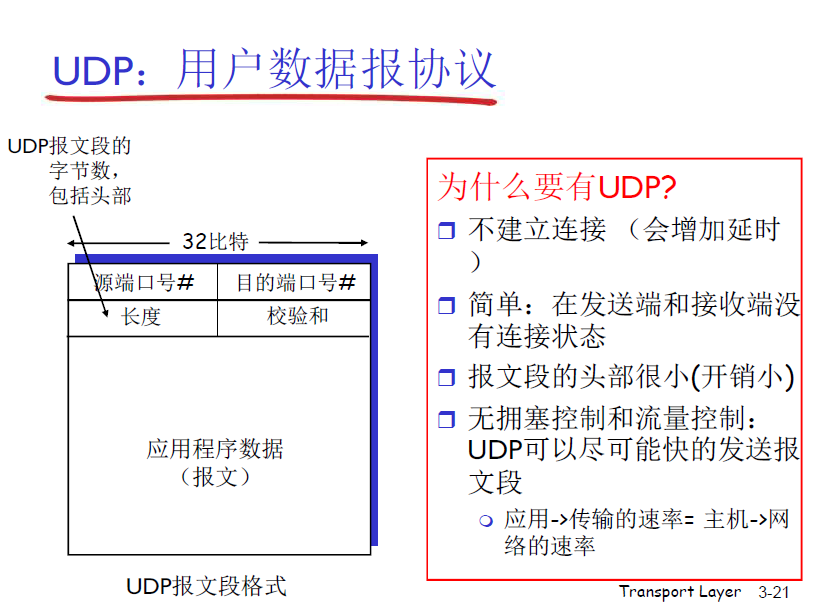 UDP：用户数据报协议
UDP报文段的
字节数，
包括头部
32比特
源端口号# 目的端口号#
长度 校验和
应用程序数据
（报文）
UDP报文段格式
为什么要有UDP?
不建立连接 （会增加延时
）
简单：在发送端和接收端没
有连接状态
报文段的头部很小(开销小)
无拥塞控制和流量控制：
UDP可以尽可能快的发送报
文段
应用->传输的速率= 主机->网
络的速率
Transport Layer 3-21